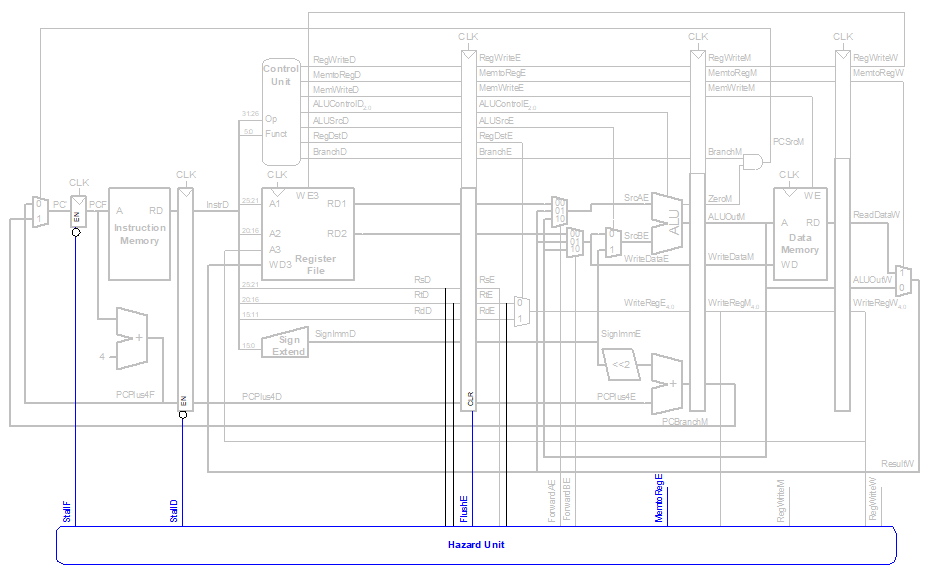 CLK
CLK
CLK
RegWriteD
RegWriteE
RegWriteM
RegWriteW
Control
Unit
MemtoRegD
MemtoRegE
MemtoRegM
MemtoRegW
MemWriteD
MemWriteE
MemWriteM
ALUControlD2:0
ALUControlE2:0
31:26
Op
ALUSrcD
ALUSrcE
5:0
Funct
RegDstD
RegDstE
PCSrcM
BranchD
BranchE
BranchM
CLK
CLK
CLK
CLK
0
1
PC'
EN
PCF
A
RD
Instruction
Memory
InstrD
25:21
A1
WE3
RD1
20:16
A2
RD2
A3
WD3
Register
File
00
01
10
00
01
10
SrcAE
0
1
SrcBE
ALU
ZeroM
ALUOutM
WE
A
RD
Data
Memory
WD
ReadDataW
WriteDataE
WriteDataM
1
0
ALUOutW
20:21
RsD
RsE
20:16
RtD
RtE
15:11
RdD
RdE
0
1
WriteRegE4:0
WriteRegM4:0
WriteRegW4:0
15:0
Sign
Extend
SignImmD
SignImmE
+
4
<<2
+
PCPlus4F
EN
PCPlus4D
CLR
PCPlus4E
PCBranchM
ResultW
StallF
StallD
FlushE
ForwardAE
ForwardBE
MemtoRegE
RegWriteM
RegWriteW
Hazard Unit